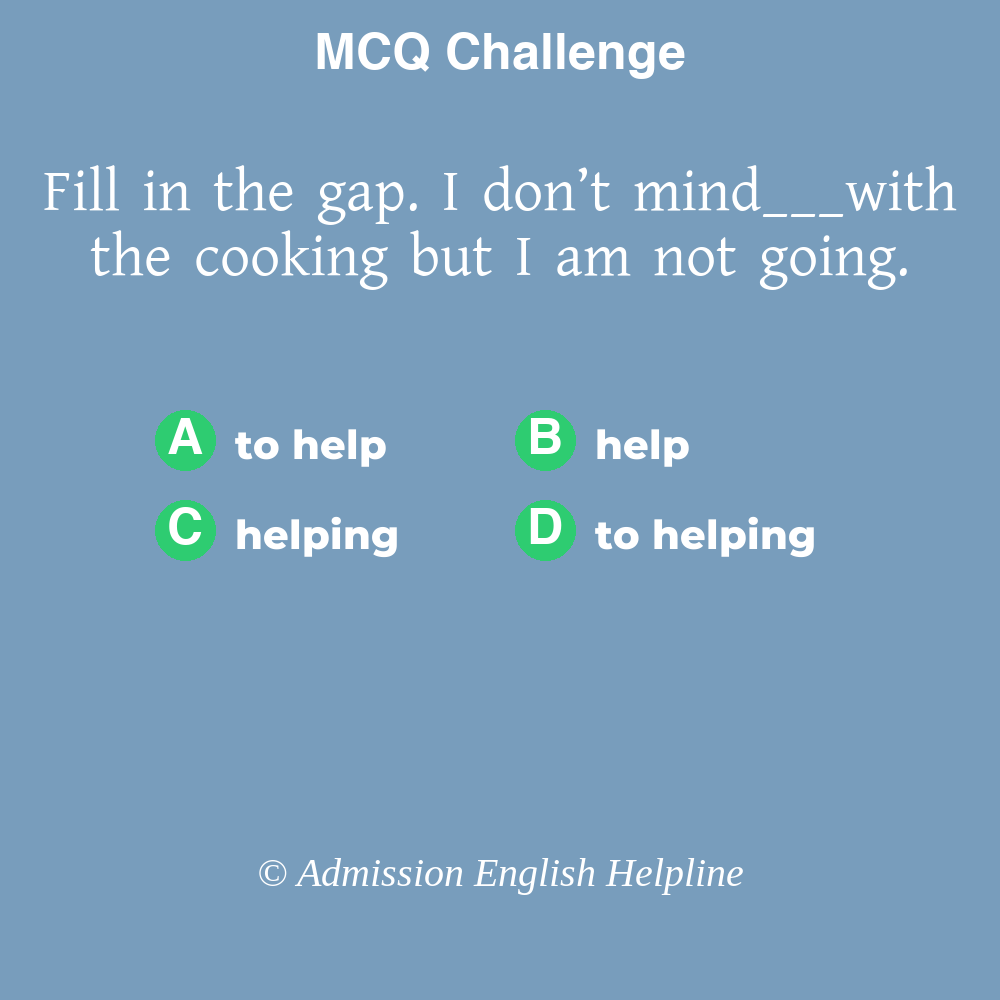 MCQ Challenge
Fill in the gap. I don’t mind___with
the cooking but I am not going.
A to help
B help
C helping
D to helping
© Admission English Helpline